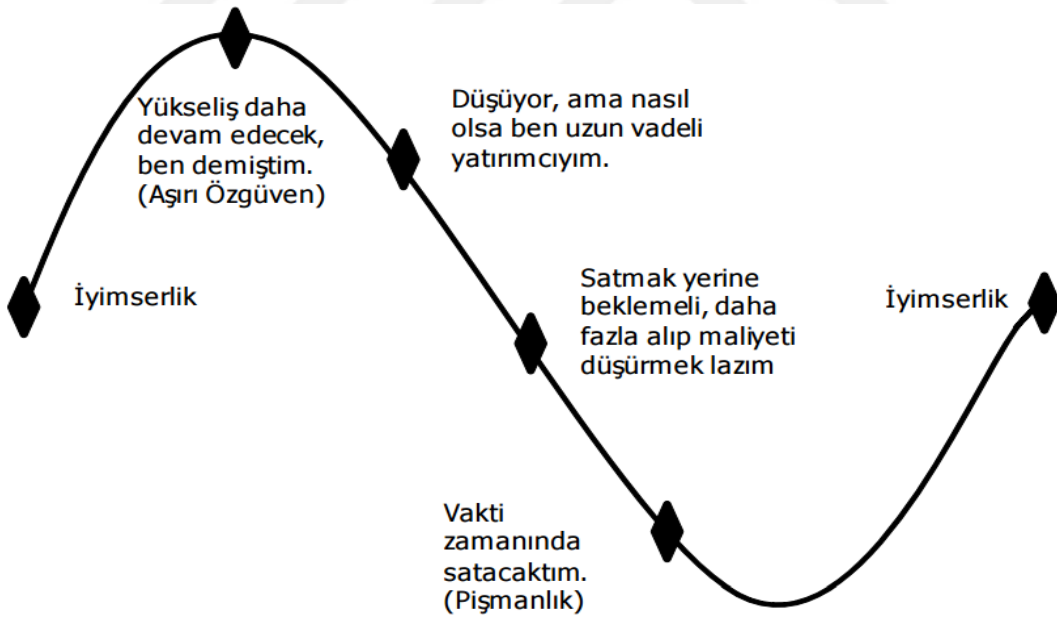 Yükseliş daha
devam edecek,
ben demiştim.
(Aşırı Özgüven)
Düşüyor, ama nasıl
olsa ben uzun vadeli
yatırımcıyım.
İyimserlik
Satmak yerine
beklemeli, daha
fazla alıp maliyeti
düşürmek lazım
İyimserlik
Vakti
zamanında
satacaktım.
(Pişmanlık)